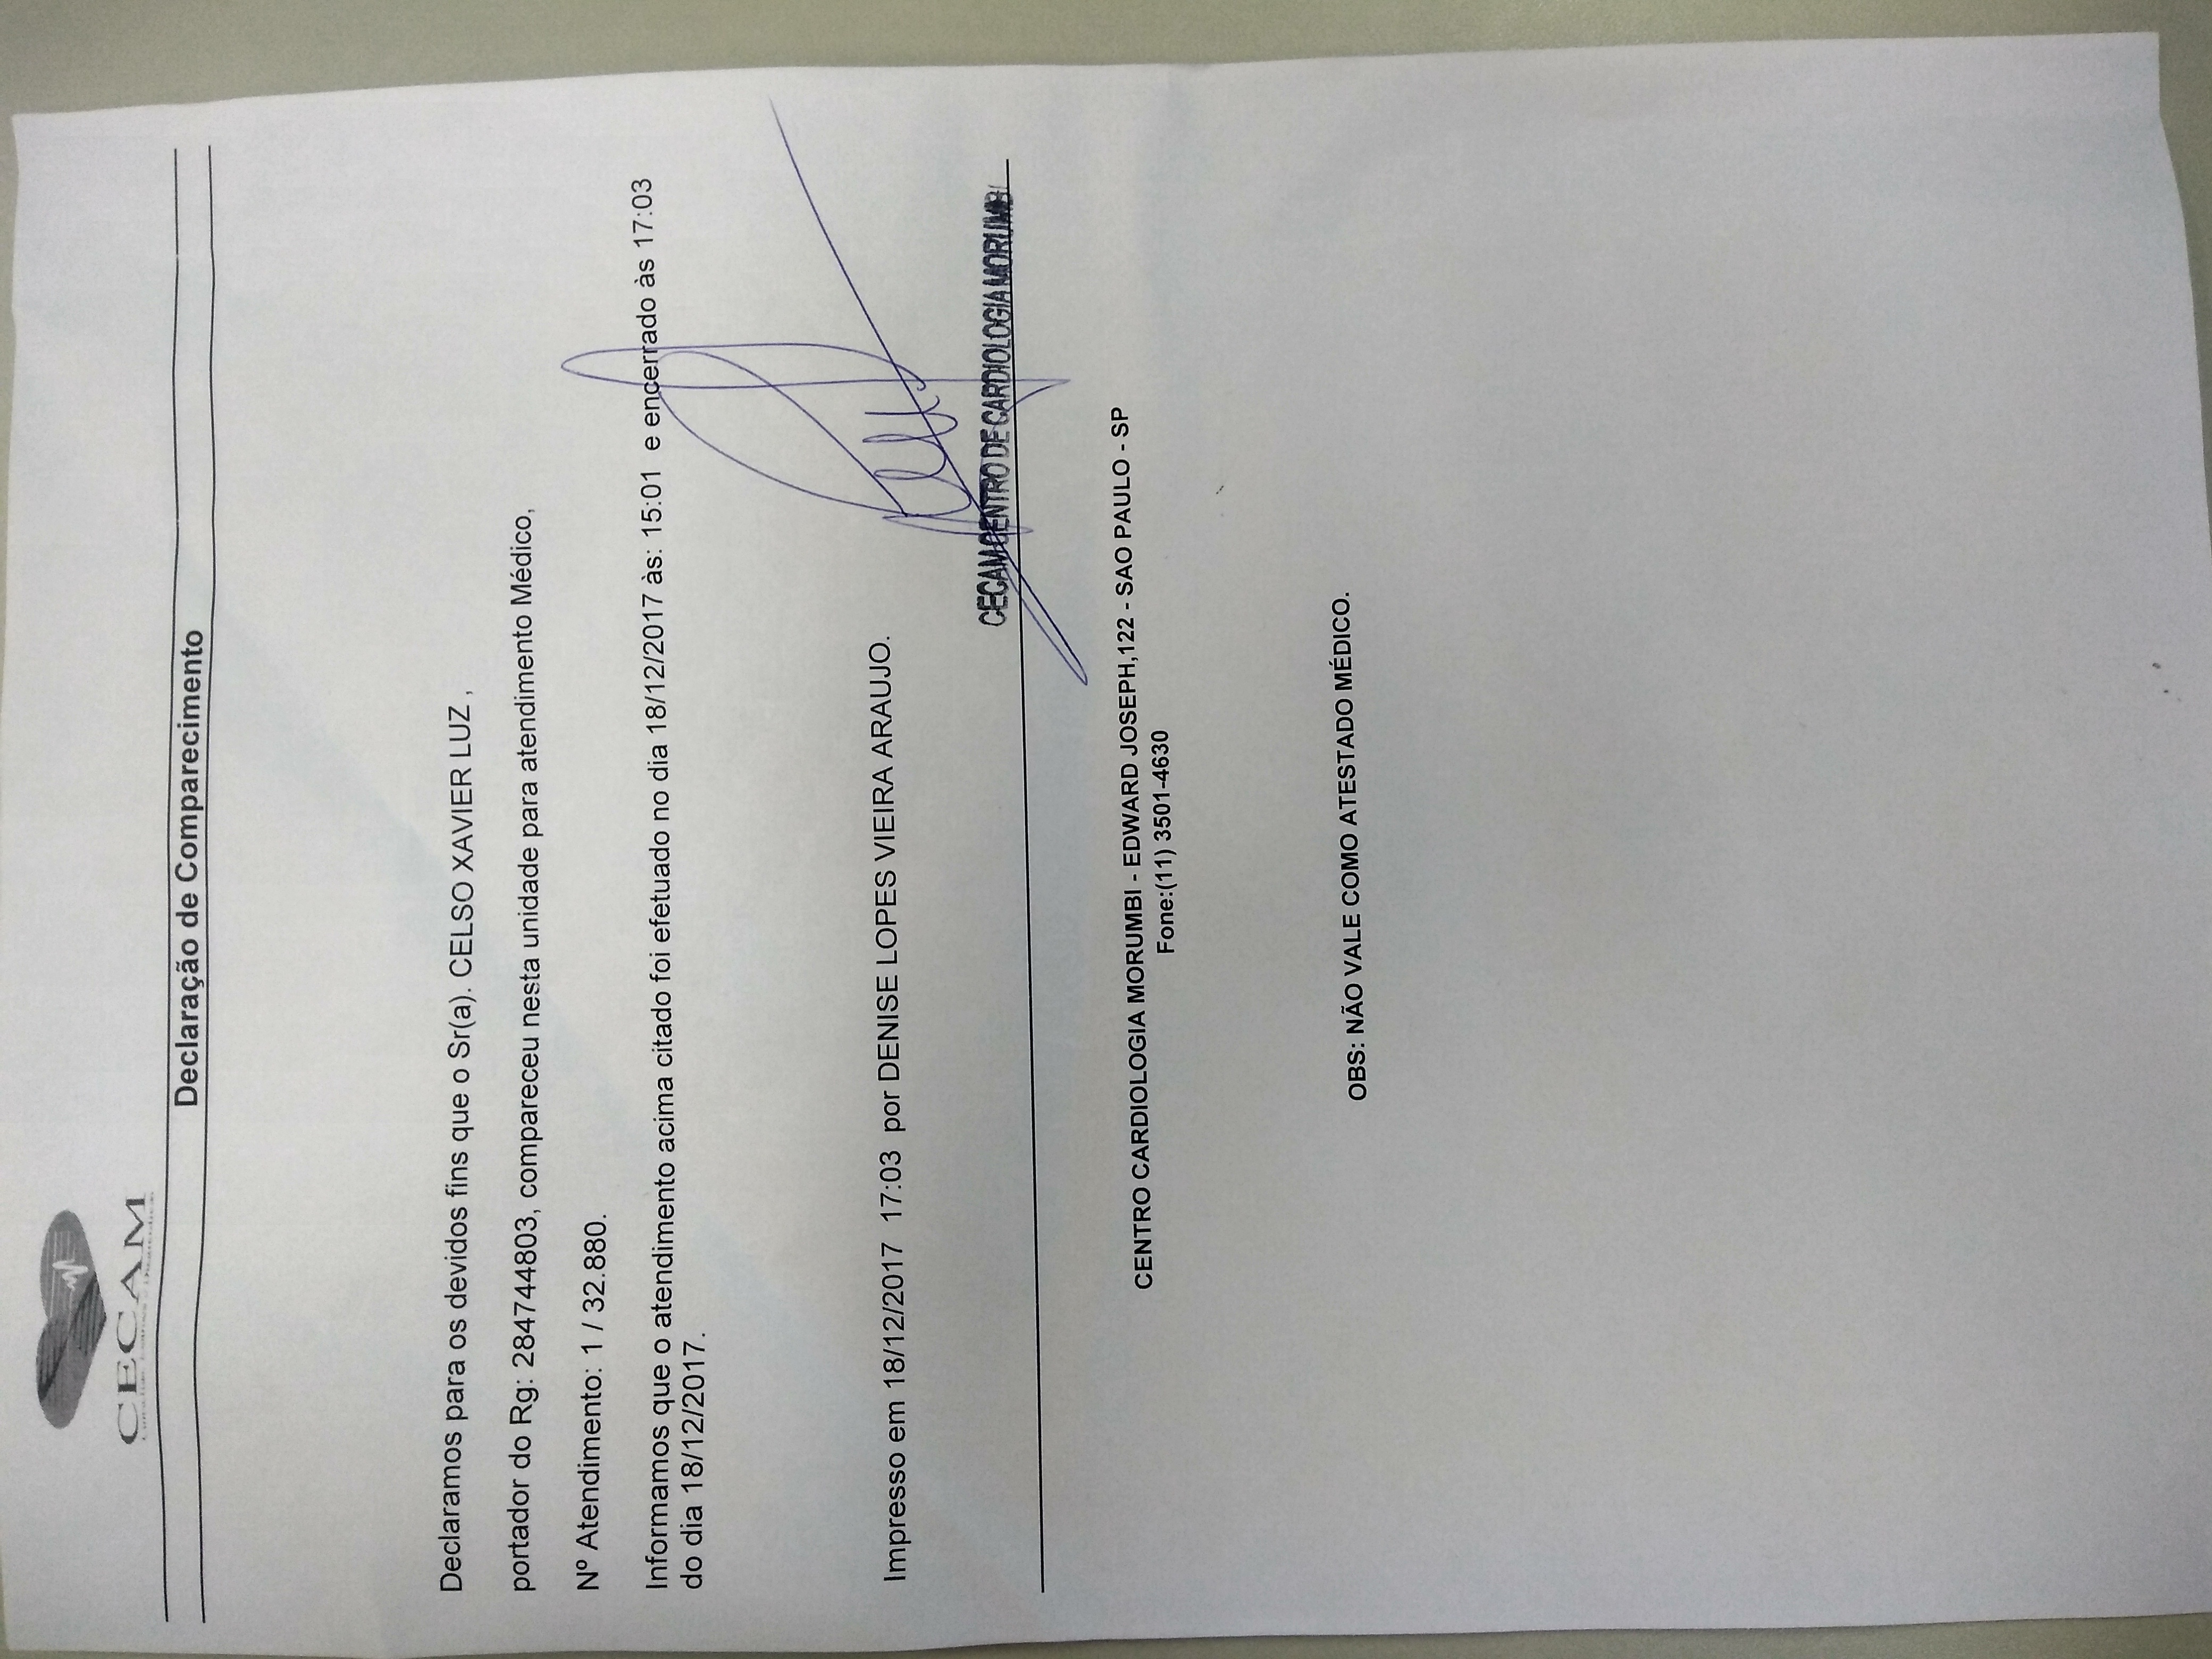 CECAM
Declaração de Comparecimento
Declaramos para os devidos fins que o Sr(a). CELSO XAVIER LUZ ,
portador do Rg: 284744803, compareceu nesta unidade para atendimento Médico,
Nº Atendimento: 1 / 32.880.
Informamos que o atendimento acima citado foi efetuado no dia 18/12/2017 às: 15:01 e encerrado às 17:03
do dia 18/12/2017.
Impresso em 18/12/2017 17:03 por DENISE LOPES VIEIRA ARAUJO.
CECAM CENTRO DE CARDIOLOGIA MORUMBI
CENTRO CARDIOLOGIA MORUMBI - EDWARD JOSEPH,122 - SAO PAULO - SP
Fone:(11) 3501-4630
OBS: NÃO VALE COMO ATESTADO MÉDICO.